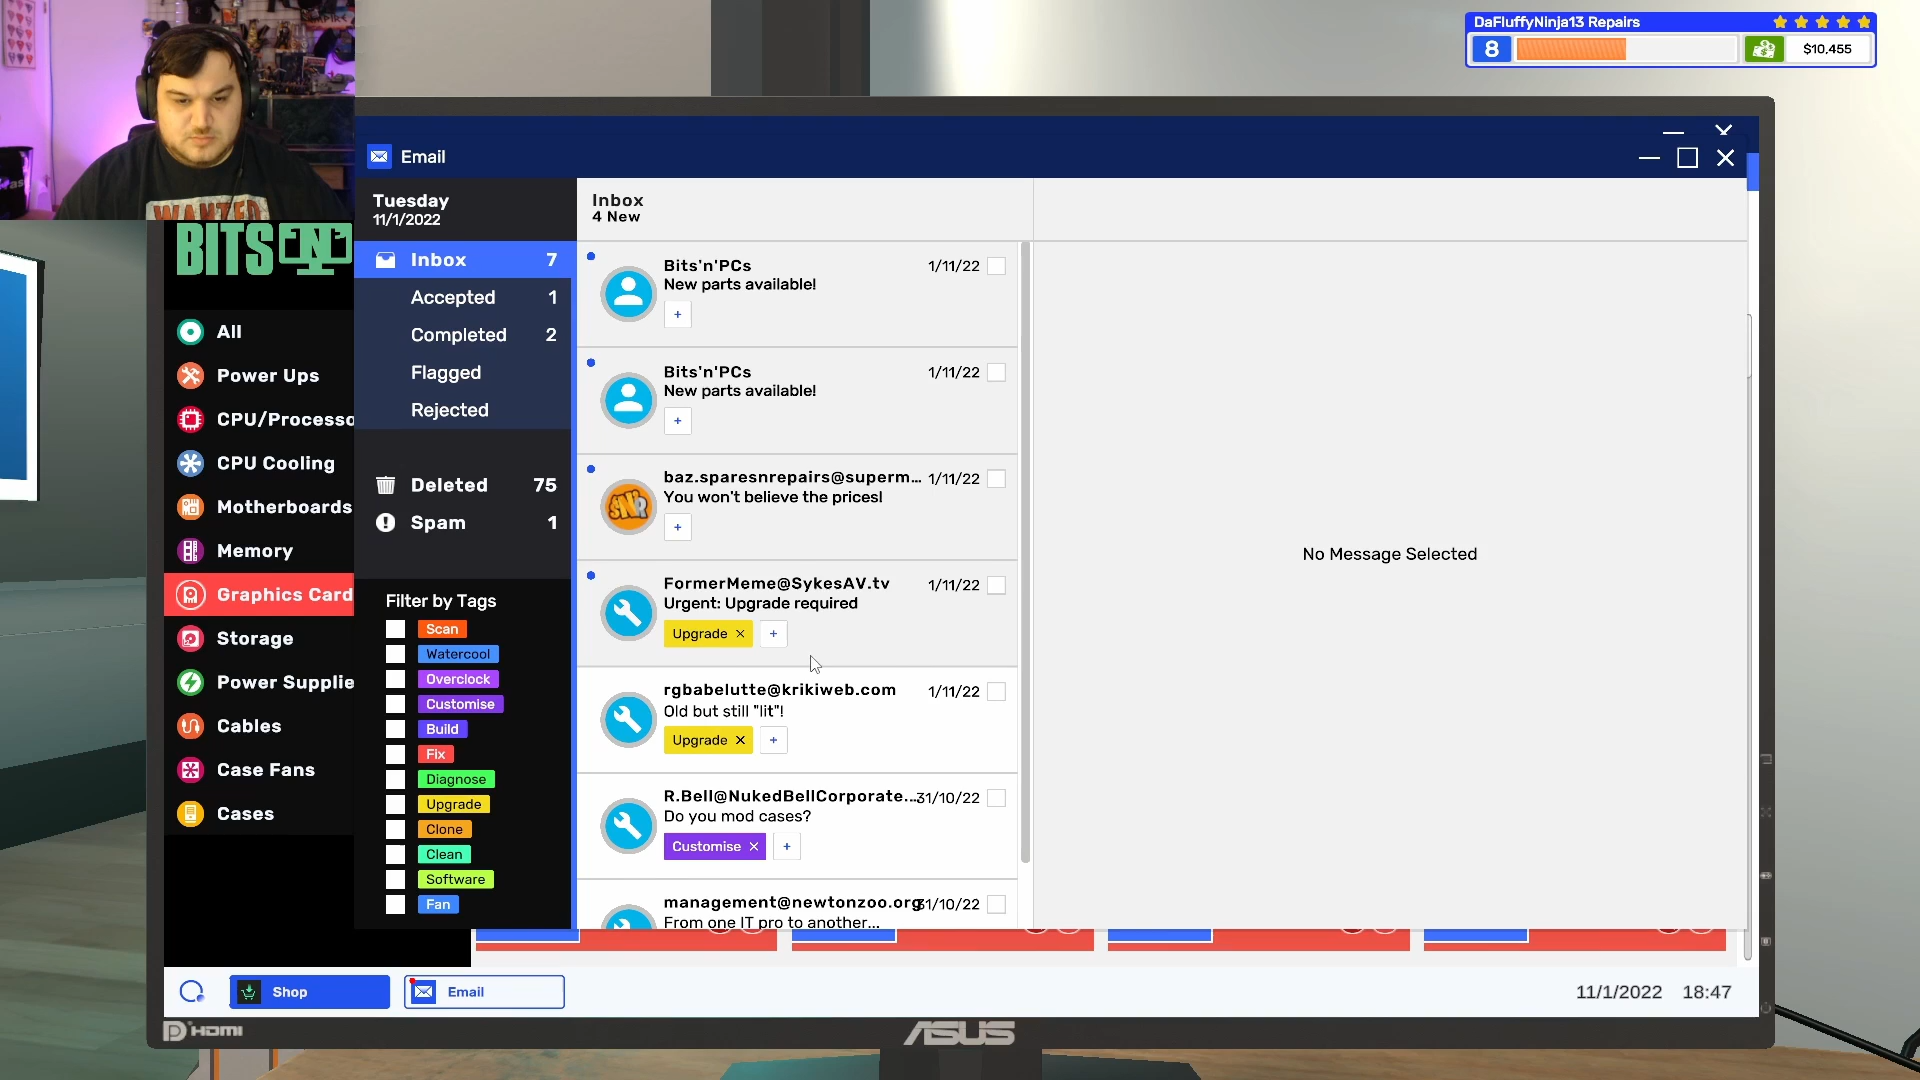 DaFluffyNinja13 Repairs
8
$10,455
WANTED
Email
Tuesday
11/1/2022
Inbox 7
Accepted 1
Completed 2
Flagged
Rejected
Deleted 75
Spam 1
Filter by Tags
Scan
Watercool
Overclock
Customise
Build
Fix
Diagnose
Upgrade
Clone
Clean
Software
Fan
Inbox
4 New
Bits'n'PCs 1/11/22
New parts available!
+
Bits'n'PCs 1/11/22
New parts available!
+
baz.sparesnrepairs@superm... 1/11/22
You won't believe the prices!
+
SNR
FormerMeme@SykesAV.tv 1/11/22
Urgent: Upgrade required
Upgrade × +
rgbabelutte@krikiweb.com 1/11/22
Old but still "lit"!
Upgrade × +
R.Bell@NukedBellCorporate... 31/10/22
Do you mod cases?
Customise × +
management@newtonzoo.org 31/10/22
From one IT pro to another...
No Message Selected
BITS
All
Power Ups
CPU/Processo
CPU Cooling
Motherboards
Memory
Graphics Card
Storage
Power Supplie
Cables
Case Fans
Cases
Shop
Email
11/1/2022 18:47
HDMI
ASUS